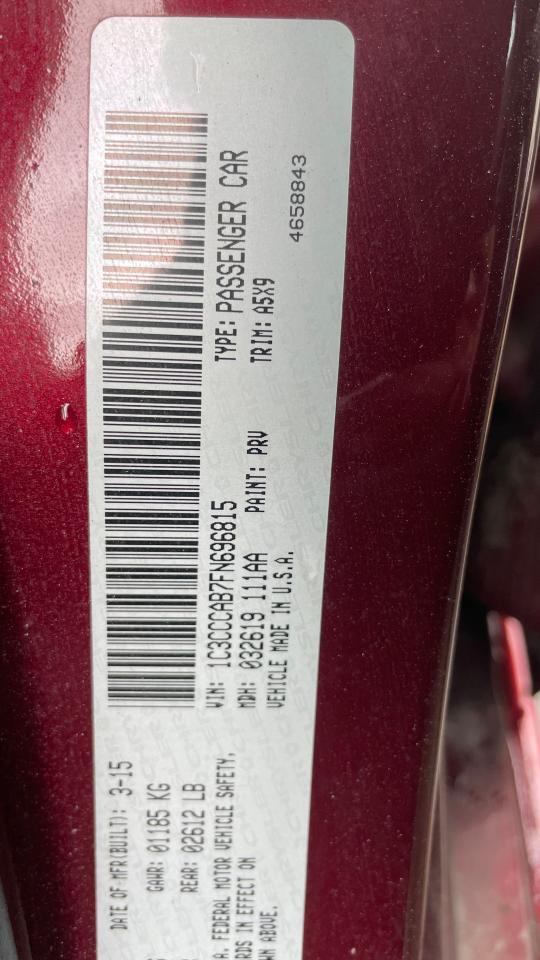 DATE OF MFR(BUILT): 3-15
GAWR: 01185 KG
REAR: 02612 LB
A. FEDERAL MOTOR VEHICLE SAFETY,
RDS IN EFFECT ON
WN ABOVE.
VIN: 1C3CCCAB7FN696815
TYPE: PASSENGER CAR
MDH: 032619 111AA
PAINT: PRV
TRIM: A5X9
VEHICLE MADE IN U.S.A.
4658843